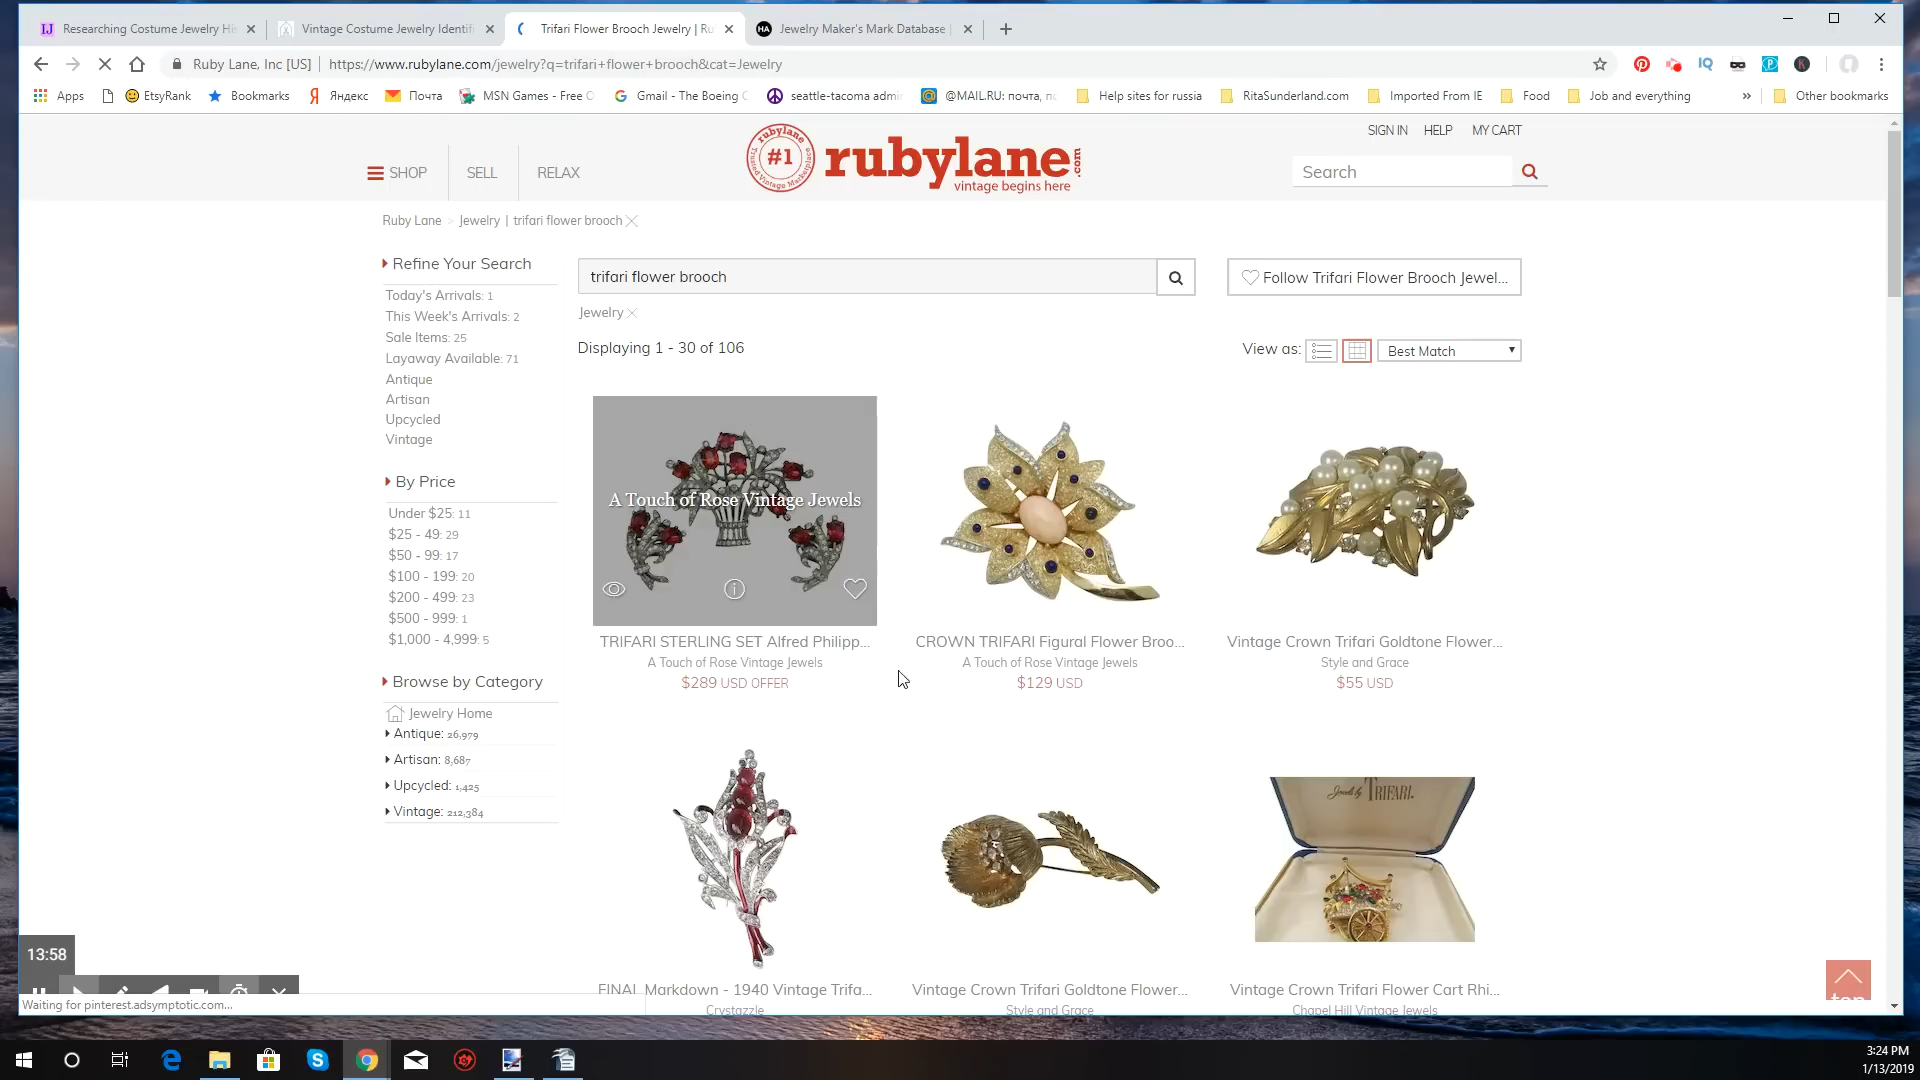 Researching Costume Jewelry Hi
Vintage Costume Jewelry Identifi
Trifari Flower Brooch Jewelry | Ru
Jewelry Maker's Mark Database |
Ruby Lane, Inc [US] | https://www.rubylane.com/jewelry?q=trifari+flower+brooch&cat=Jewelry
Apps
EtsyRank
Bookmarks
Яндекс
Почта
MSN Games - Free O
Gmail - The Boeing C
seattle-tacoma admi
@MAIL.RU: почта, по
Help sites for russia
RitaSunderland.com
Imported From IE
Food
Job and everything
»
Other bookmarks
SIGN IN HELP MY CART
SHOP SELL RELAX
rubylane
#1
Trusted Vintage Marketplace
rubylane.com
vintage begins here
Search
Ruby Lane > Jewelry | trifari flower brooch
Refine Your Search
Today's Arrivals: 1
This Week's Arrivals: 2
Sale Items: 25
Layaway Available: 71
Antique
Artisan
Upcycled
Vintage
By Price
Under $25: 11
$25 - 49: 29
$50 - 99: 17
$100 - 199: 20
$200 - 499: 23
$500 - 999: 1
$1,000 - 4,999: 5
Browse by Category
Jewelry Home
Antique: 26,979
Artisan: 8,687
Upcycled: 1,425
Vintage: 212,384
trifari flower brooch
Follow Trifari Flower Brooch Jewel...
Jewelry
Displaying 1 - 30 of 106
View as: Best Match
A Touch of Rose Vintage Jewels
TRIFARI STERLING SET Alfred Philipp...
A Touch of Rose Vintage Jewels
$289 USD OFFER
CROWN TRIFARI Figural Flower Broo...
A Touch of Rose Vintage Jewels
$129 USD
Vintage Crown Trifari Goldtone Flower...
Style and Grace
$55 USD
Jewels by TRIFARI.
FINAL Markdown - 1940 Vintage Trifa...
Crystazzle
Vintage Crown Trifari Goldtone Flower...
Style and Grace
Vintage Crown Trifari Flower Cart Rhi...
Chapel Hill Vintage Jewels
top
13:58
Waiting for pinterest.adsymptotic.com...
3:24 PM
1/13/2019